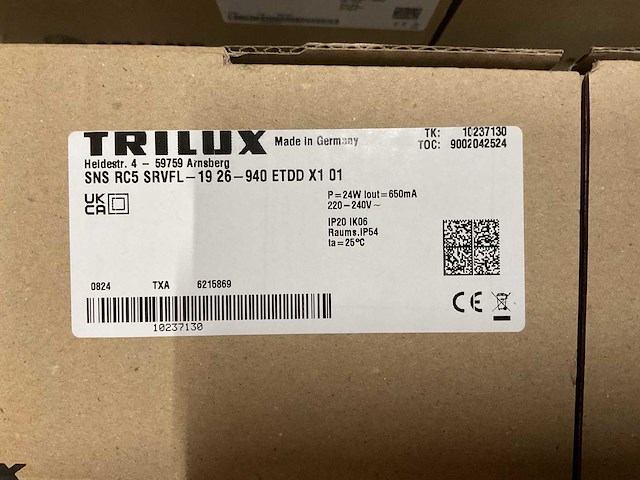 TRILUX Made in Germany
TK: 10237130
TOC: 9002042524
Heidestr. 4 - 59759 Arnsberg
SNS RC5 SRVFL-19 26-940 ETDD X1 01
UK
CA
P=24W Iout=650mA
220-240V~
IP20 IK06
Raums.IP54
ta=25°C
0824 TXA 6215869
CE
10237130